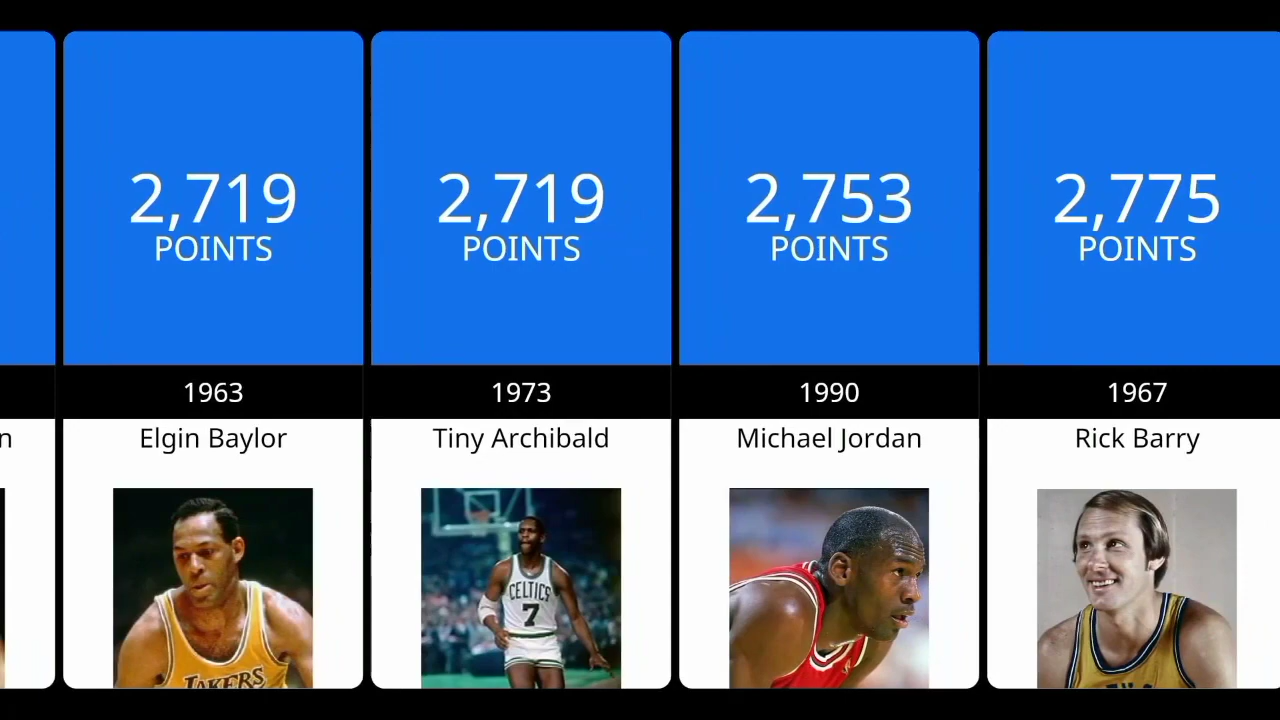 2,719
POINTS
1963
Elgin Baylor
LAKERS
2,719
POINTS
1973
Tiny Archibald
CELTICS
7
2,753
POINTS
1990
Michael Jordan
2,775
POINTS
1967
Rick Barry